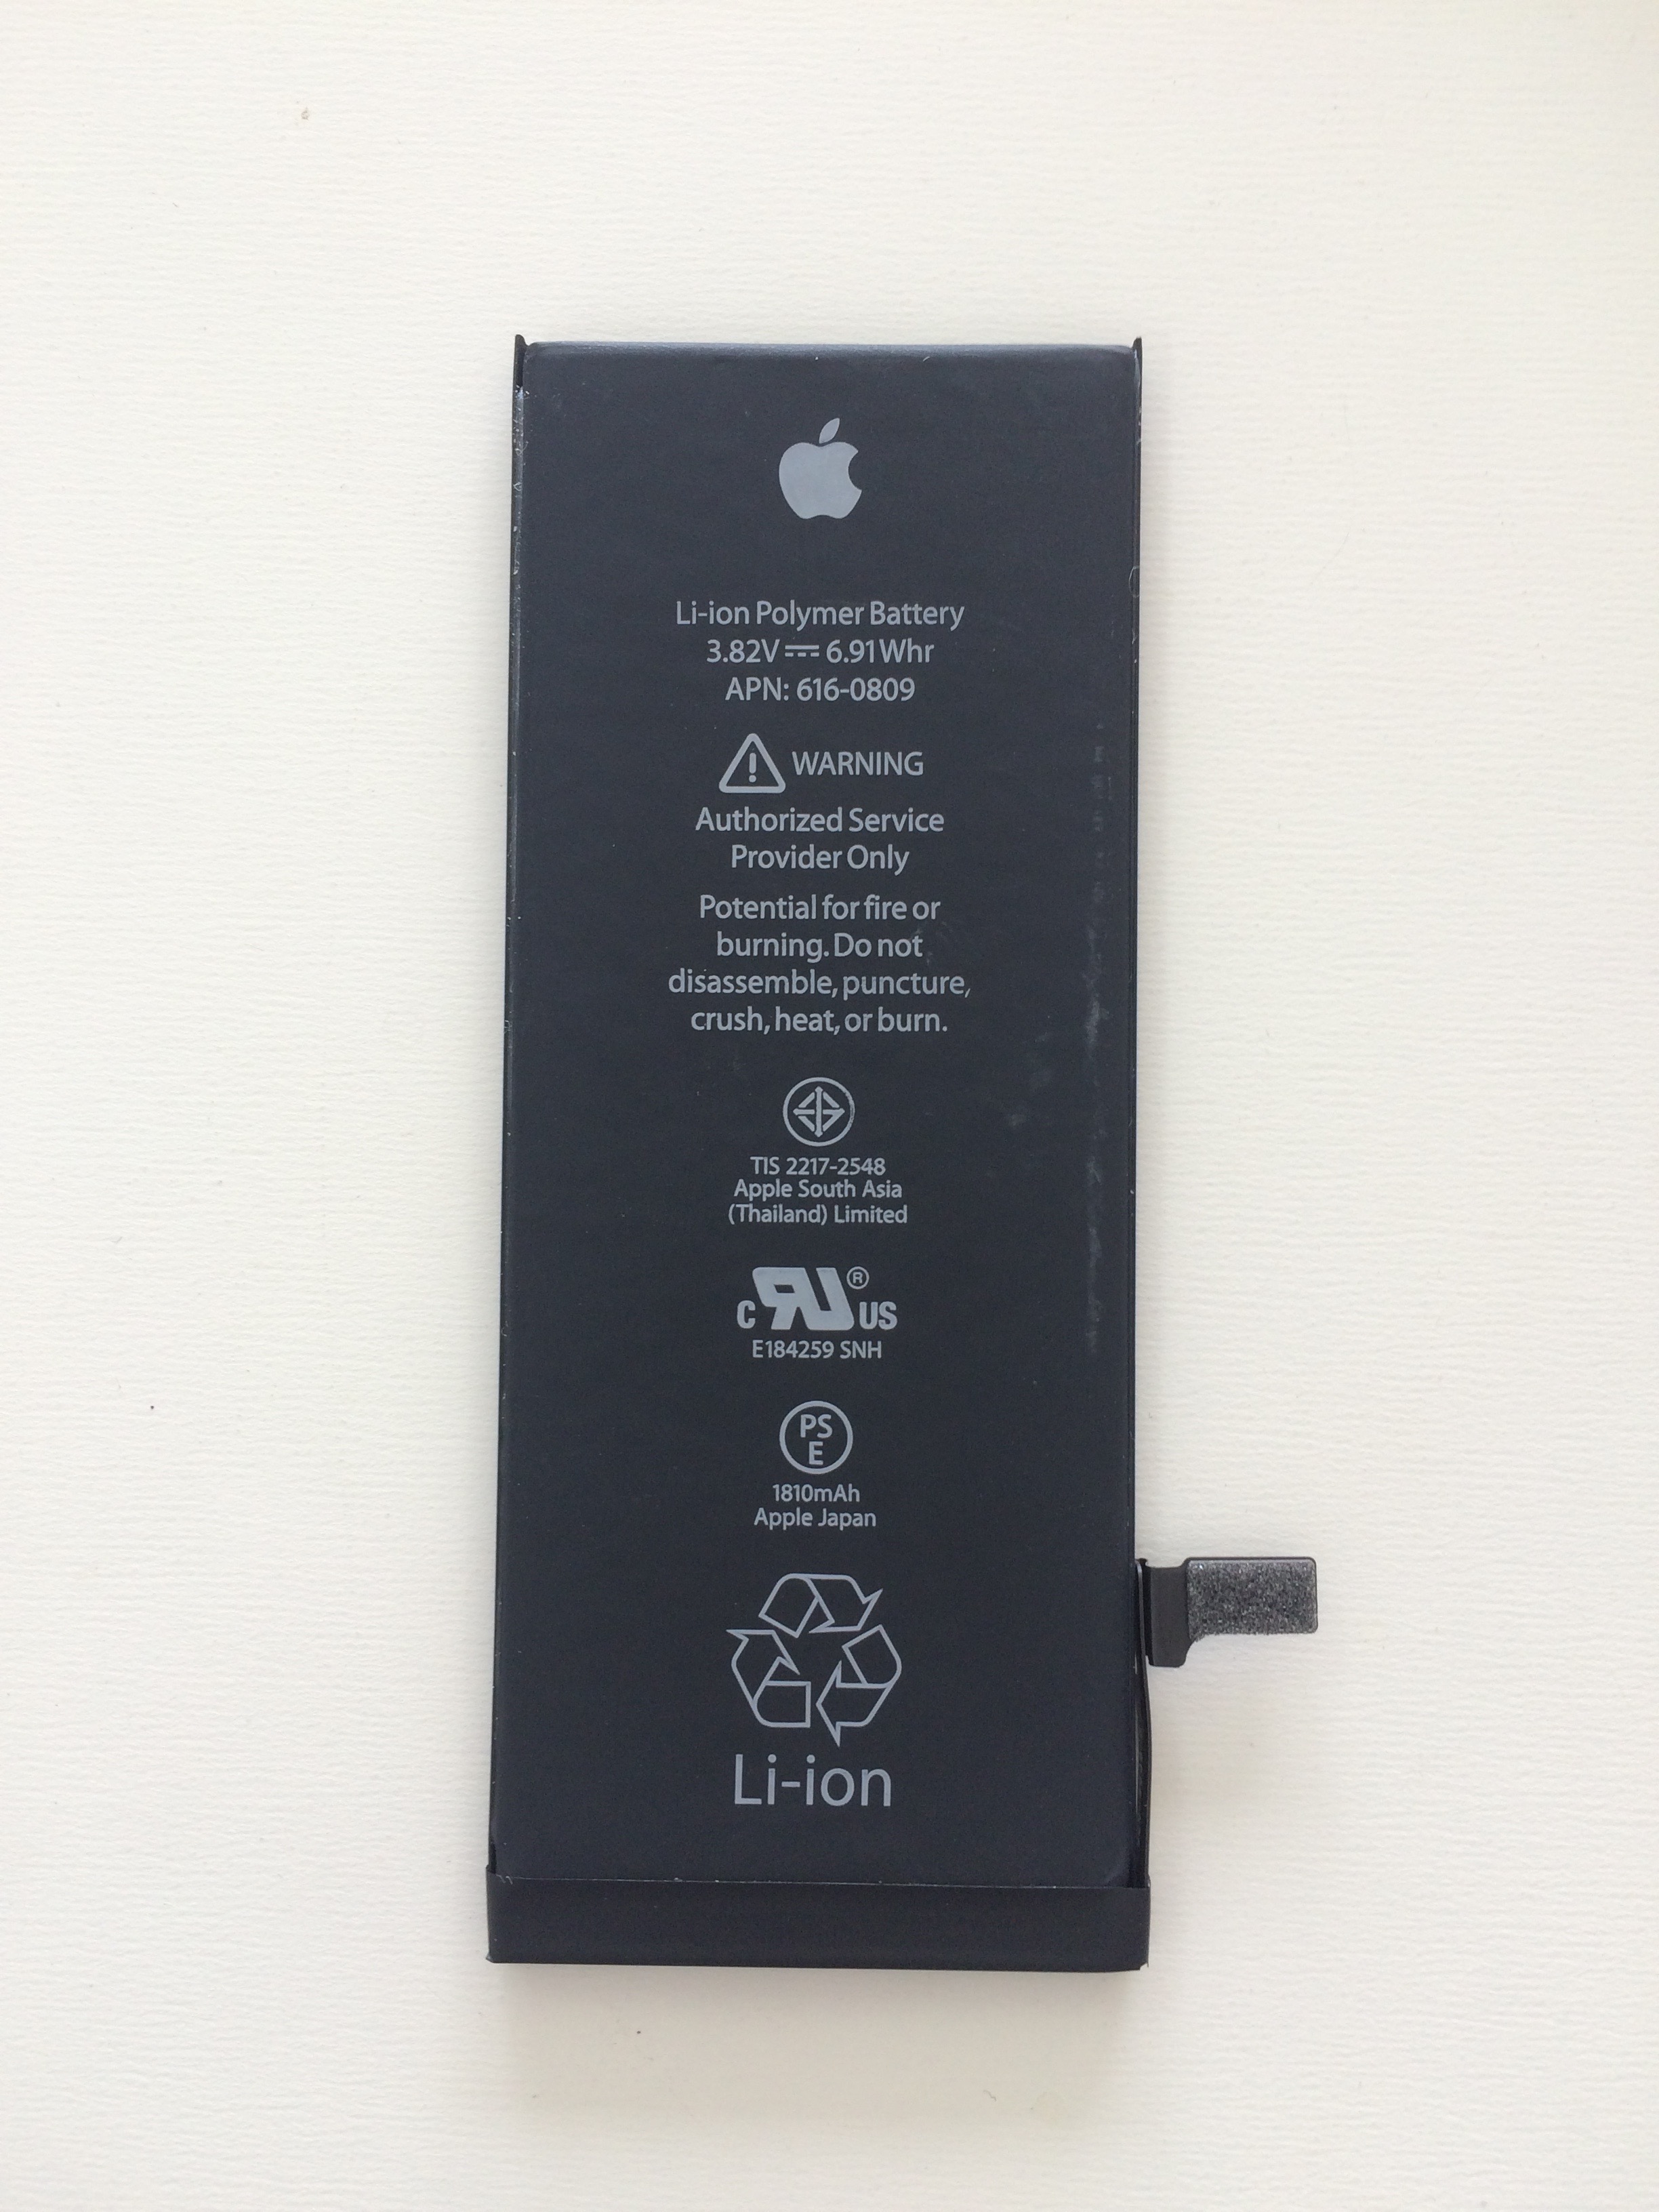 Li-ion Polymer Battery
3.82V ⎓ 6.91Whr
APN: 616-0809
WARNING
Authorized Service
Provider Only
Potential for fire or
burning. Do not
disassemble, puncture,
crush, heat, or burn.
TIS 2217-2548
Apple South Asia
(Thailand) Limited
c RU® US
E184259 SNH
PS
E
1810mAh
Apple Japan
Li-ion